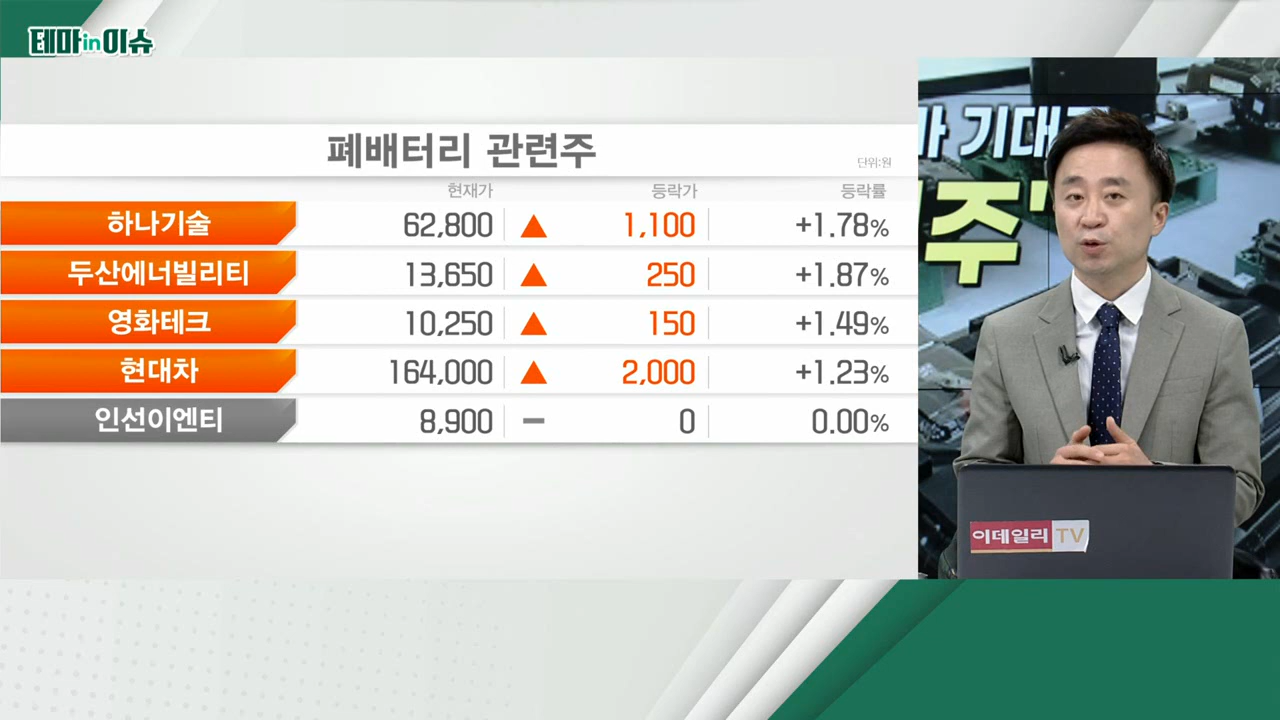 테마in이슈
폐배터리 관련주
단위:원
현재가 등락가 등락률
하나기술 62,800 ▲ 1,100 +1.78%
두산에너빌리티 13,650 ▲ 250 +1.87%
영화테크 10,250 ▲ 150 +1.49%
현대차 164,000 ▲ 2,000 +1.23%
인선이엔티 8,900 - 0 0.00%
기대
주'
이데일리TV